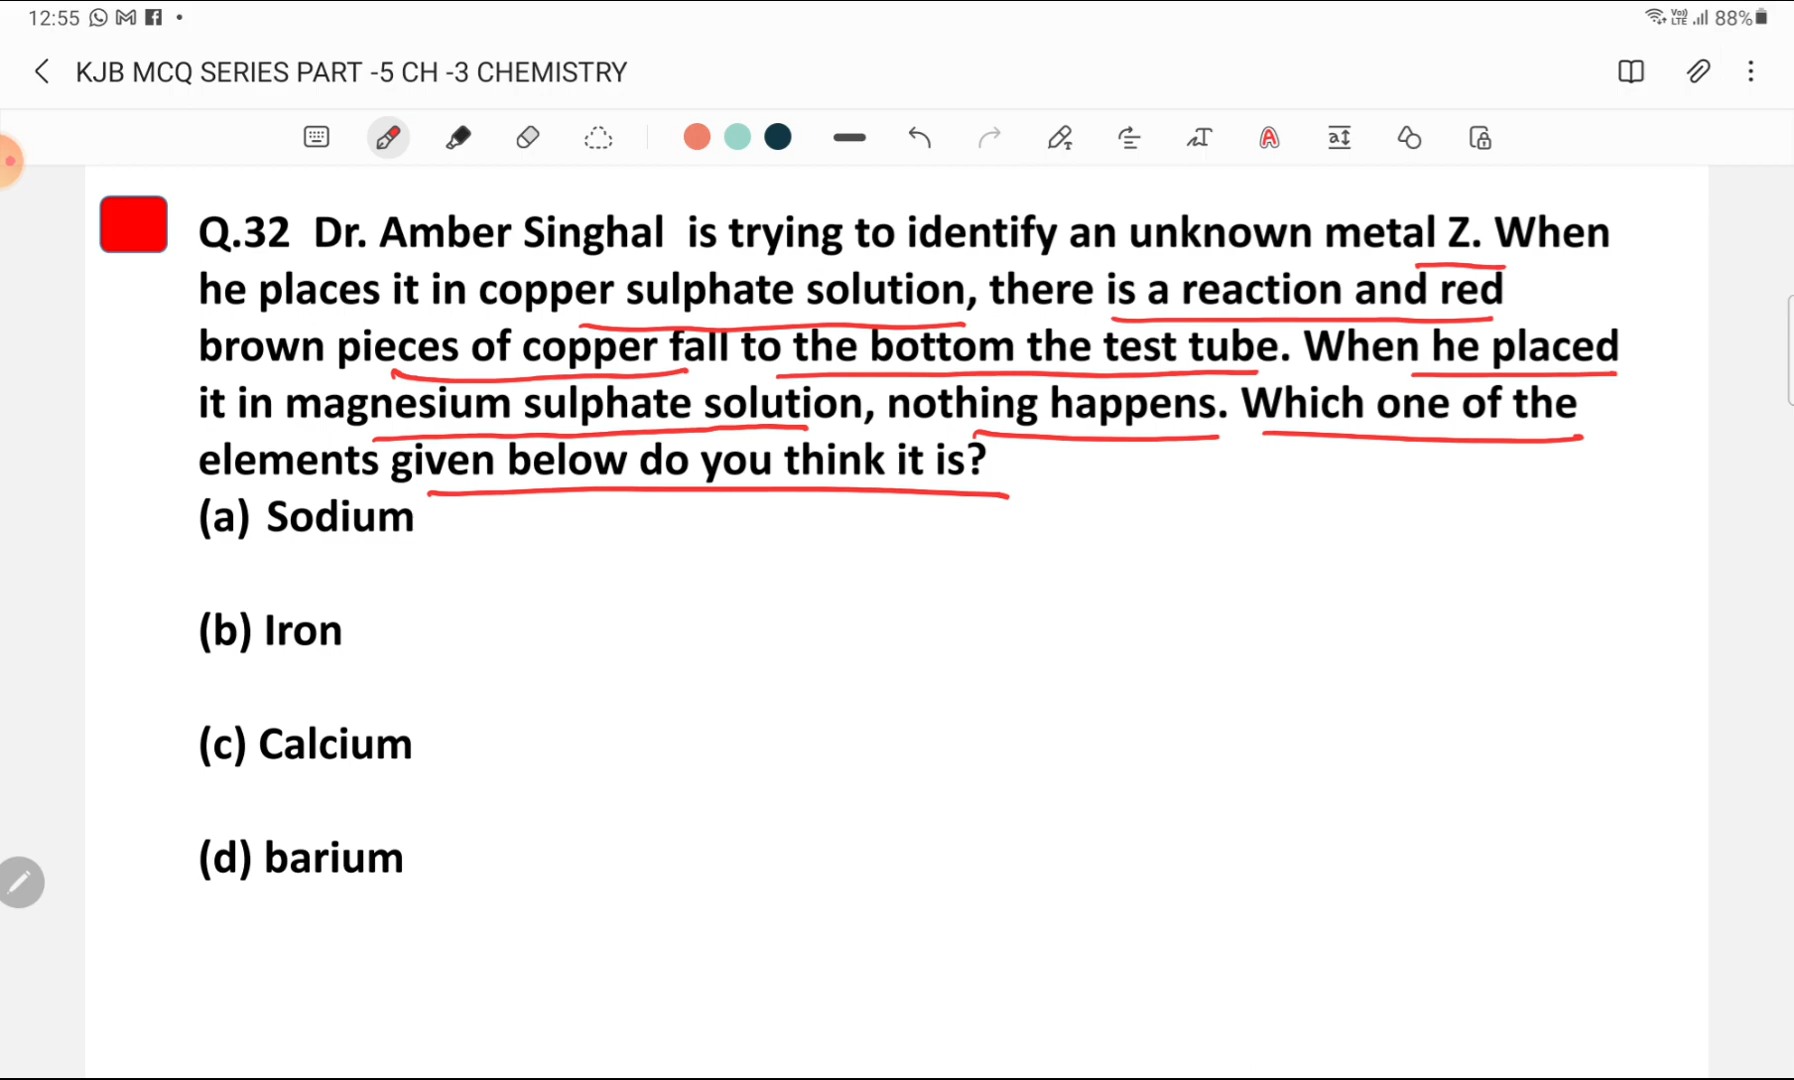 12:55
VoI) LTE 88%
KJB MCQ SERIES PART -5 CH -3 CHEMISTRY
Q.32 Dr. Amber Singhal is trying to identify an unknown metal Z. When
he places it in copper sulphate solution, there is a reaction and red
brown pieces of copper fall to the bottom the test tube. When he placed
it in magnesium sulphate solution, nothing happens. Which one of the
elements given below do you think it is?
(a) Sodium
(b) Iron
(c) Calcium
(d) barium